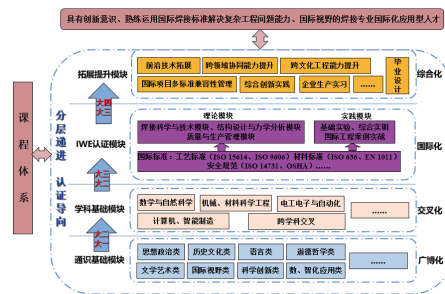 具有创新意识、熟练运用国际焊接标准解决复杂工程问题能力、国际视野的焊接专业国际化应用型人才
课程体系
分层递进 认证导向
拓展提升模块
前沿技术拓展
跨领域协同能力提升
跨文化工程能力提升
国际项目多标准兼容性管理
综合创新实践
企业生产实习
……
毕业设计
综合化
大四
大三
IWE认证模块
理论模块
实践模块
焊接科学与技术模块、结构设计与力学分析模块
质量与生产管理模块
基础实验、综合实训
国际工程案例实战
国际标准：工艺标准（ISO 15614、ISO 9606）材料标准（ISO 636、EN 1011）
安全规范（ISO 14731、OSHA）……
国际化
大三
大二
学科基础模块
数学与自然科学
机械、材料科学工程
电工电子与自动化
计算机、智能制造
跨学科交叉
……
交叉化
大二
大一
通识基础模块
思想政治类
历史文化类
语言类
道德哲学类
文学艺术类
国际视野类
科学创新类
数、智化应用类
……
广博化